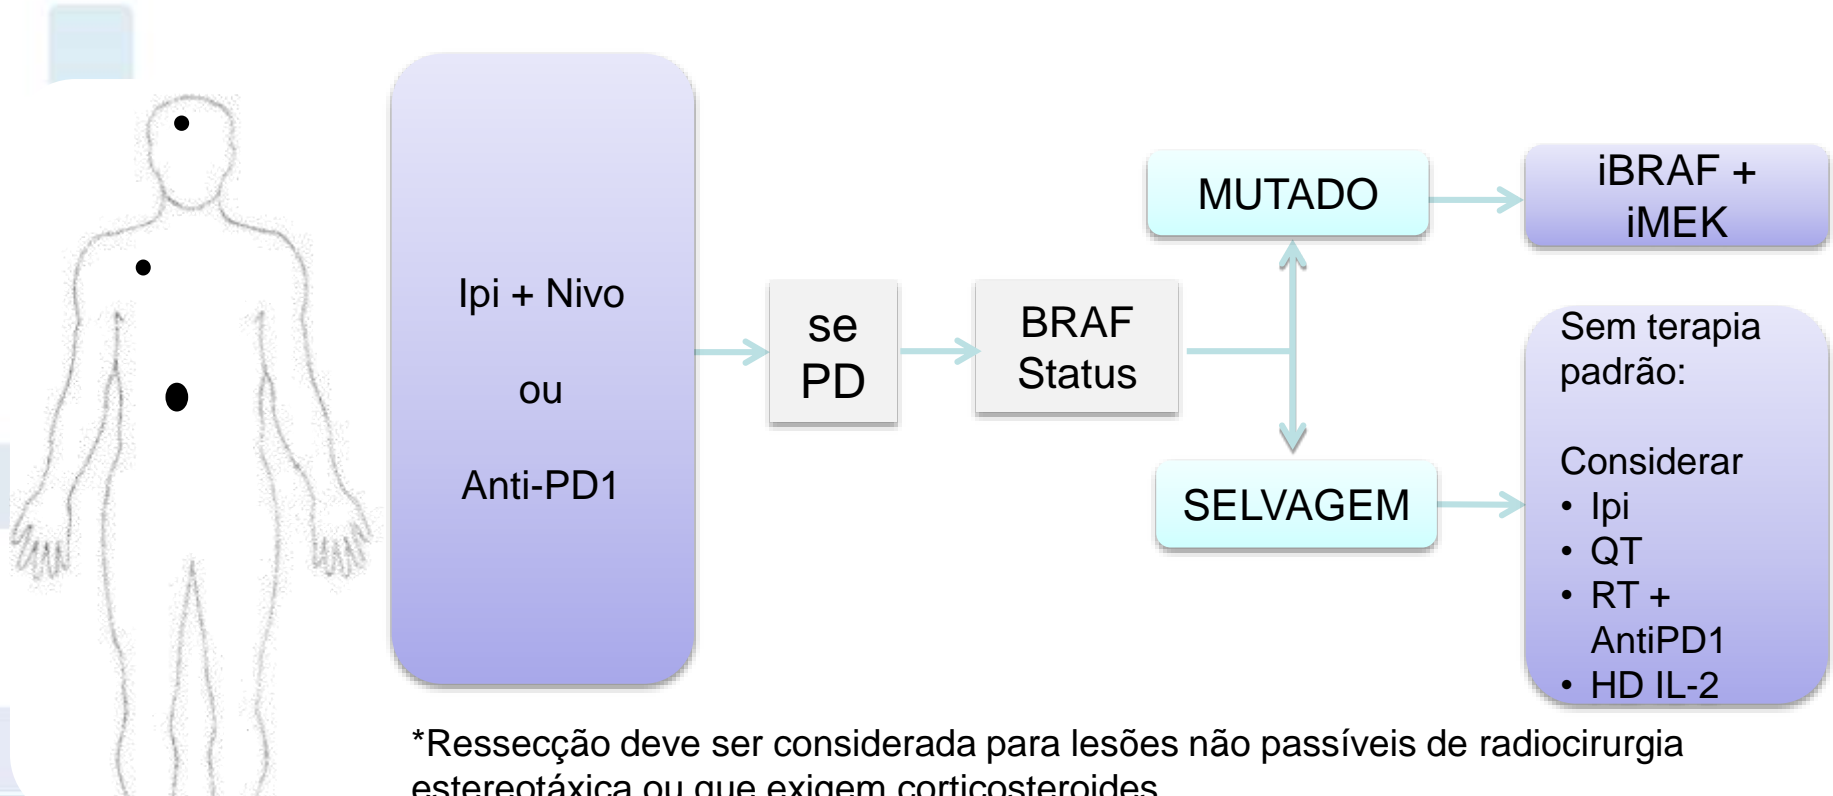 Ipi + Nivo
ou
Anti-PD1
se
PD
BRAF
Status
MUTADO
iBRAF +
iMEK
SELVAGEM
Sem terapia
padrão:
Considerar
• Ipi
• QT
• RT +
AntiPD1
• HD IL-2
*Ressecção deve ser considerada para lesões não passíveis de radiocirurgia
estereotáxica ou que exigem corticosteroides